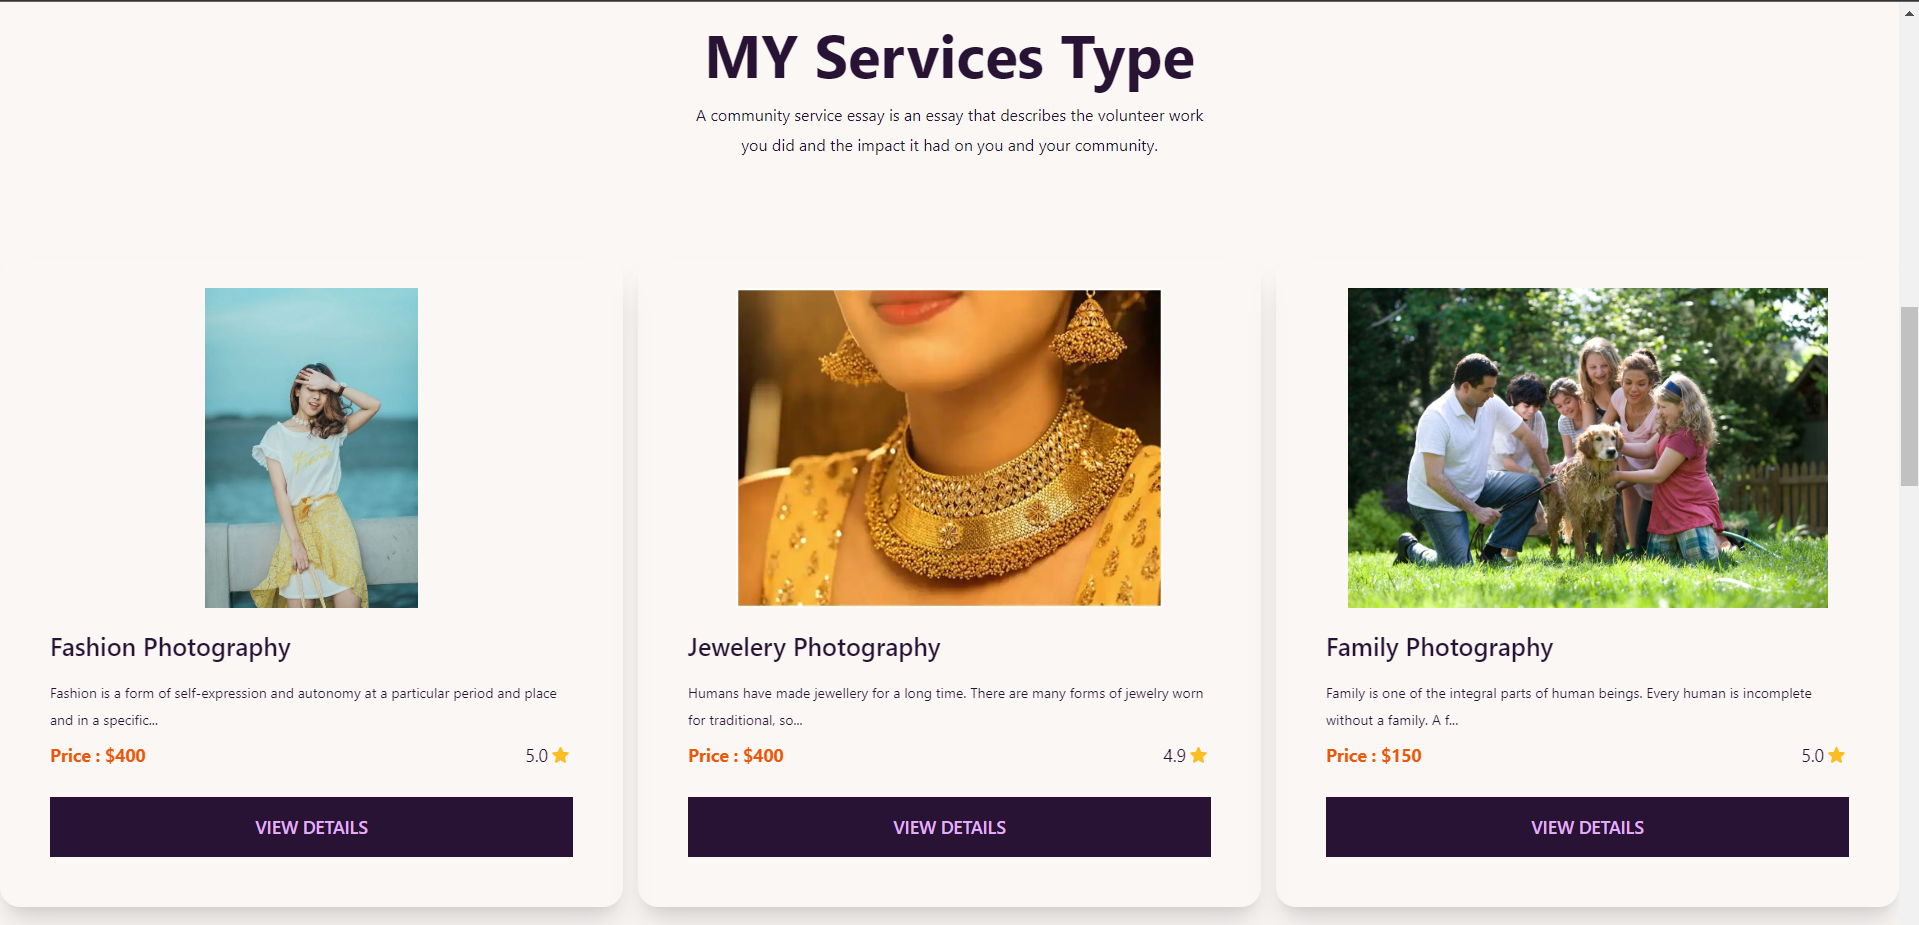 MY Services Type
A community service essay is an essay that describes the volunteer work
you did and the impact it had on you and your community.
Fashion Photography
Fashion is a form of self-expression and autonomy at a particular period and place
and in a specific...
Price : $400
5.0
VIEW DETAILS
Jewelery Photography
Humans have made jewellery for a long time. There are many forms of jewelry worn
for traditional, so...
Price : $400
4.9
VIEW DETAILS
Family Photography
Family is one of the integral parts of human beings. Every human is incomplete
without a family. A f...
Price : $150
5.0
VIEW DETAILS